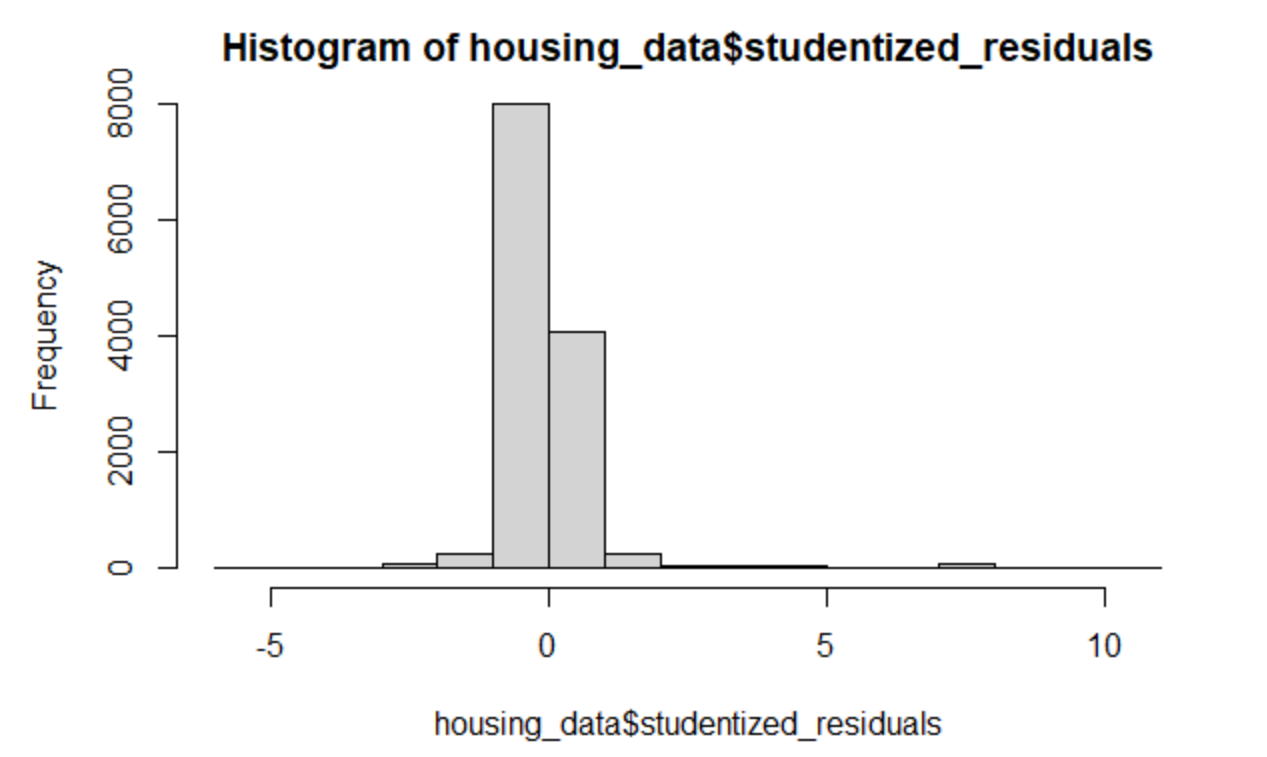 Histogram of housing_data$studentized_residuals
8000
6000
4000
2000
0
Frequency
-5 0 5 10
housing_data$studentized_residuals